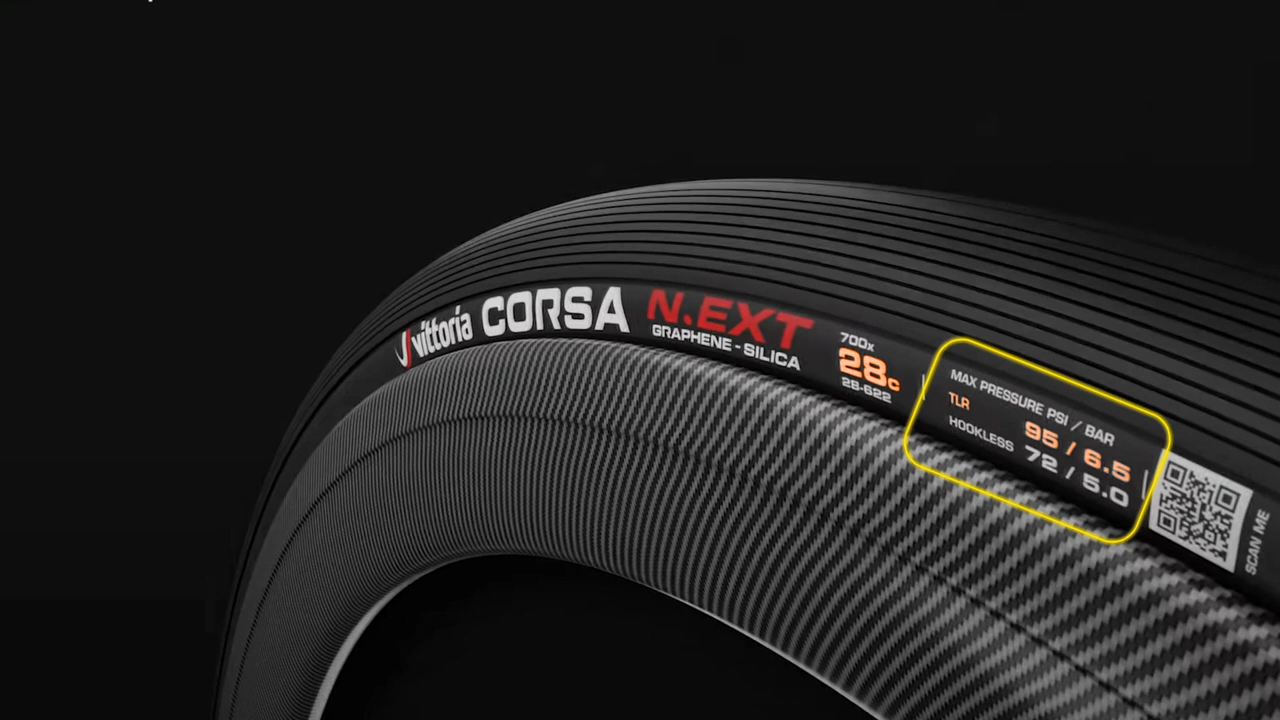 vittoria CORSA N.EXT
GRAPHENE - SILICA
700x
28c
28-622
MAX PRESSURE PSI / BAR
TLR 95 / 6.5
HOOKLESS 72 / 5.0
SCAN ME